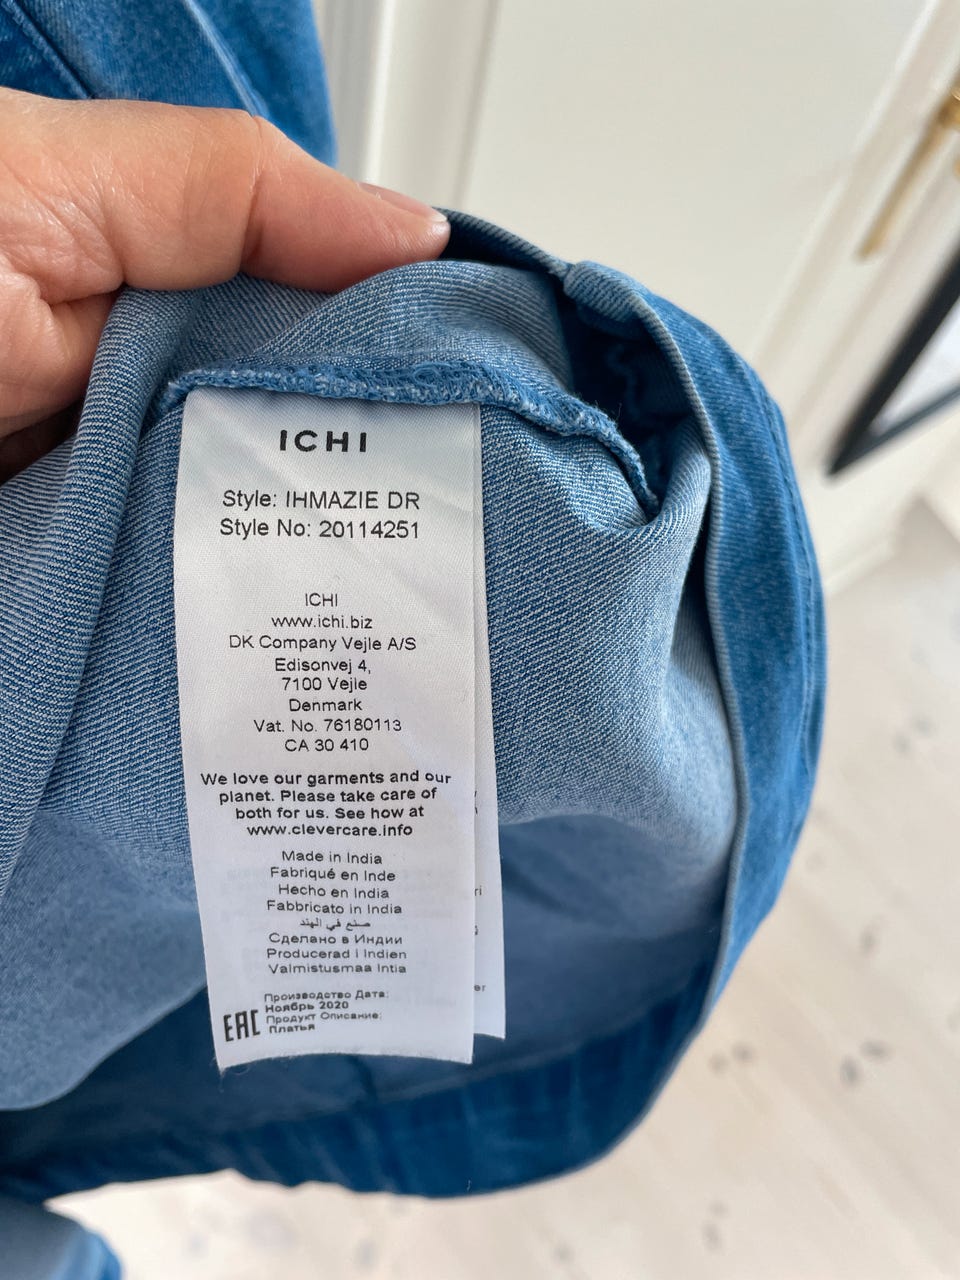 ICHI
Style: IHMAZIE DR
Style No: 20114251
ICHI
www.ichi.biz
DK Company Vejle A/S
Edisonvej 4,
7100 Vejle
Denmark
Vat. No. 76180113
CA 30 410
We love our garments and our
planet. Please take care of
both for us. See how at
www.clevercare.info
Made in India
Fabriqué en Inde
Hecho en India
Fabbricato in India
صنع في الهند
Сделано в Индии
Producerad i Indien
Valmistusmaa Intia
Производство Дата:
Ноябрь 2020
Продукт Описание:
Платья
EAC